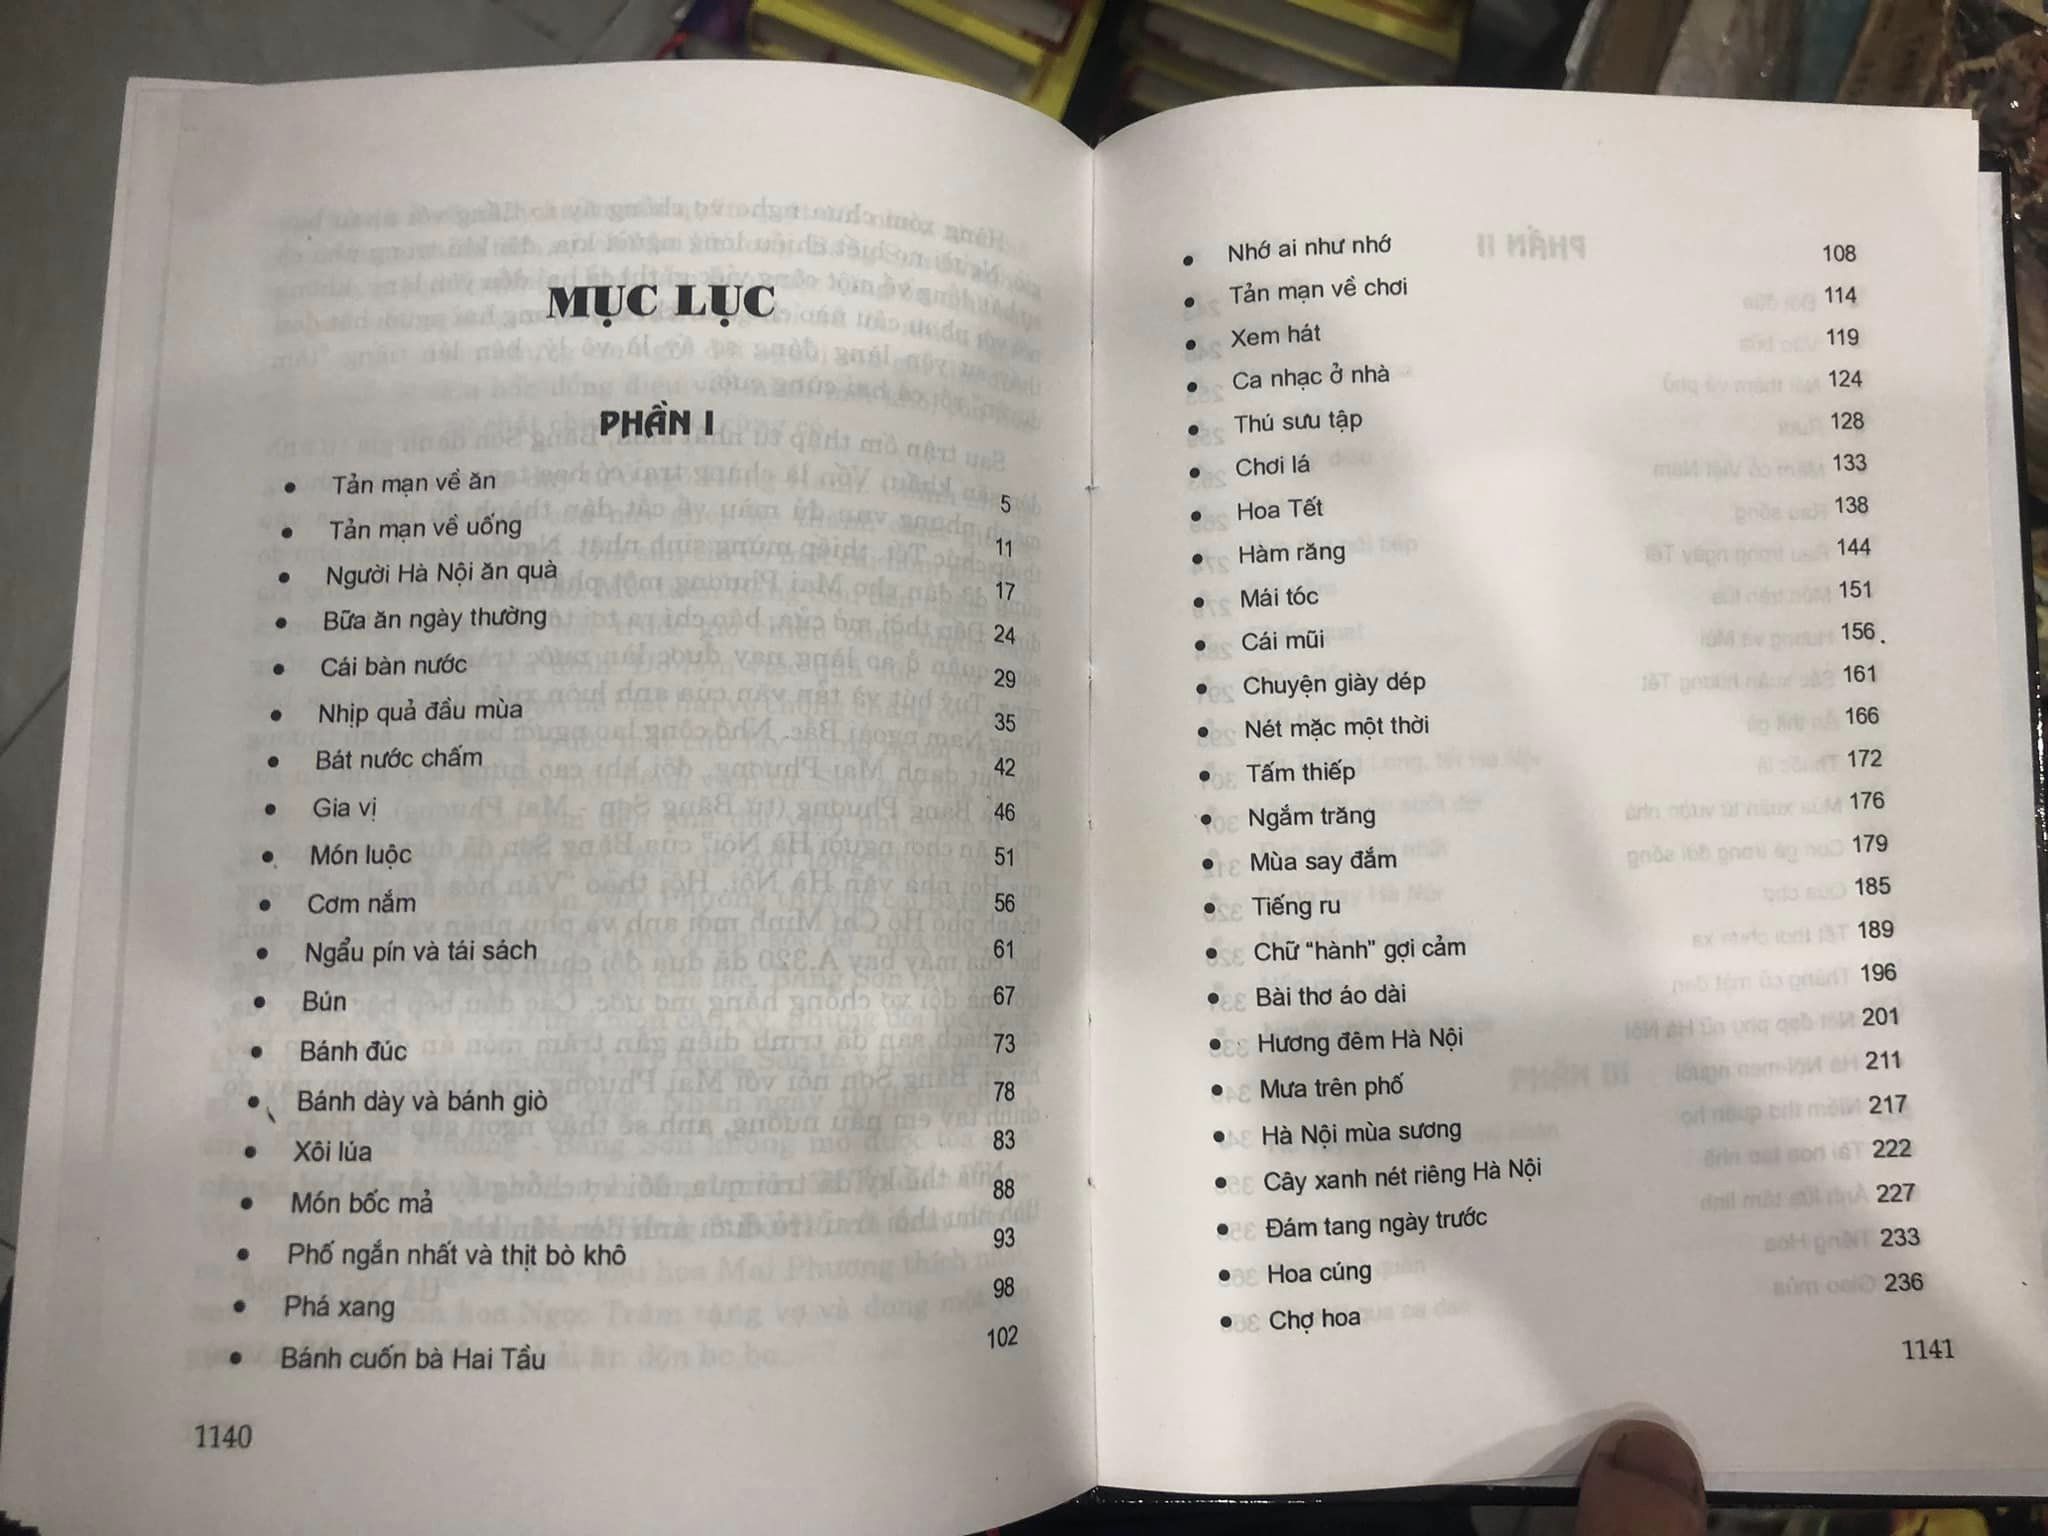 MỤC LỤC
PHẦN I
• Tản mạn về ăn 5
• Tản mạn về uống 11
• Người Hà Nội ăn quà 17
• Bữa ăn ngày thường 24
• Cái bàn nước 29
• Nhịp quả đầu mùa 35
• Bát nước chấm 42
• Gia vị 46
• Món luộc 51
• Cơm nắm 56
• Ngẩu pín và tái sách 61
• Bún 67
• Bánh đúc 73
• Bánh dày và bánh giò 78
• Xôi lúa 83
• Món bốc mả 88
• Phố ngắn nhất và thịt bò khô 93
• Phá xang 98
• Bánh cuốn bà Hai Tầu 102
1140
• Nhớ ai như nhớ 108
• Tản mạn về chơi 114
• Xem hát 119
• Ca nhạc ở nhà 124
• Thú sưu tập 128
• Chơi lá 133
• Hoa Tết 138
• Hàm răng 144
• Mái tóc 151
• Cái mũi 156
• Chuyện giày dép 161
• Nét mặc một thời 166
• Tấm thiếp 172
• Ngắm trăng 176
• Mùa say đắm 179
• Tiếng ru 185
• Chữ “hành” gợi cảm 189
• Bài thơ áo dài 196
• Hương đêm Hà Nội 201
• Mưa trên phố 211
• Hà Nội mùa sương 217
• Cây xanh nét riêng Hà Nội 222
• Đám tang ngày trước 227
• Hoa cúng 233
• Chợ hoa 236
1141